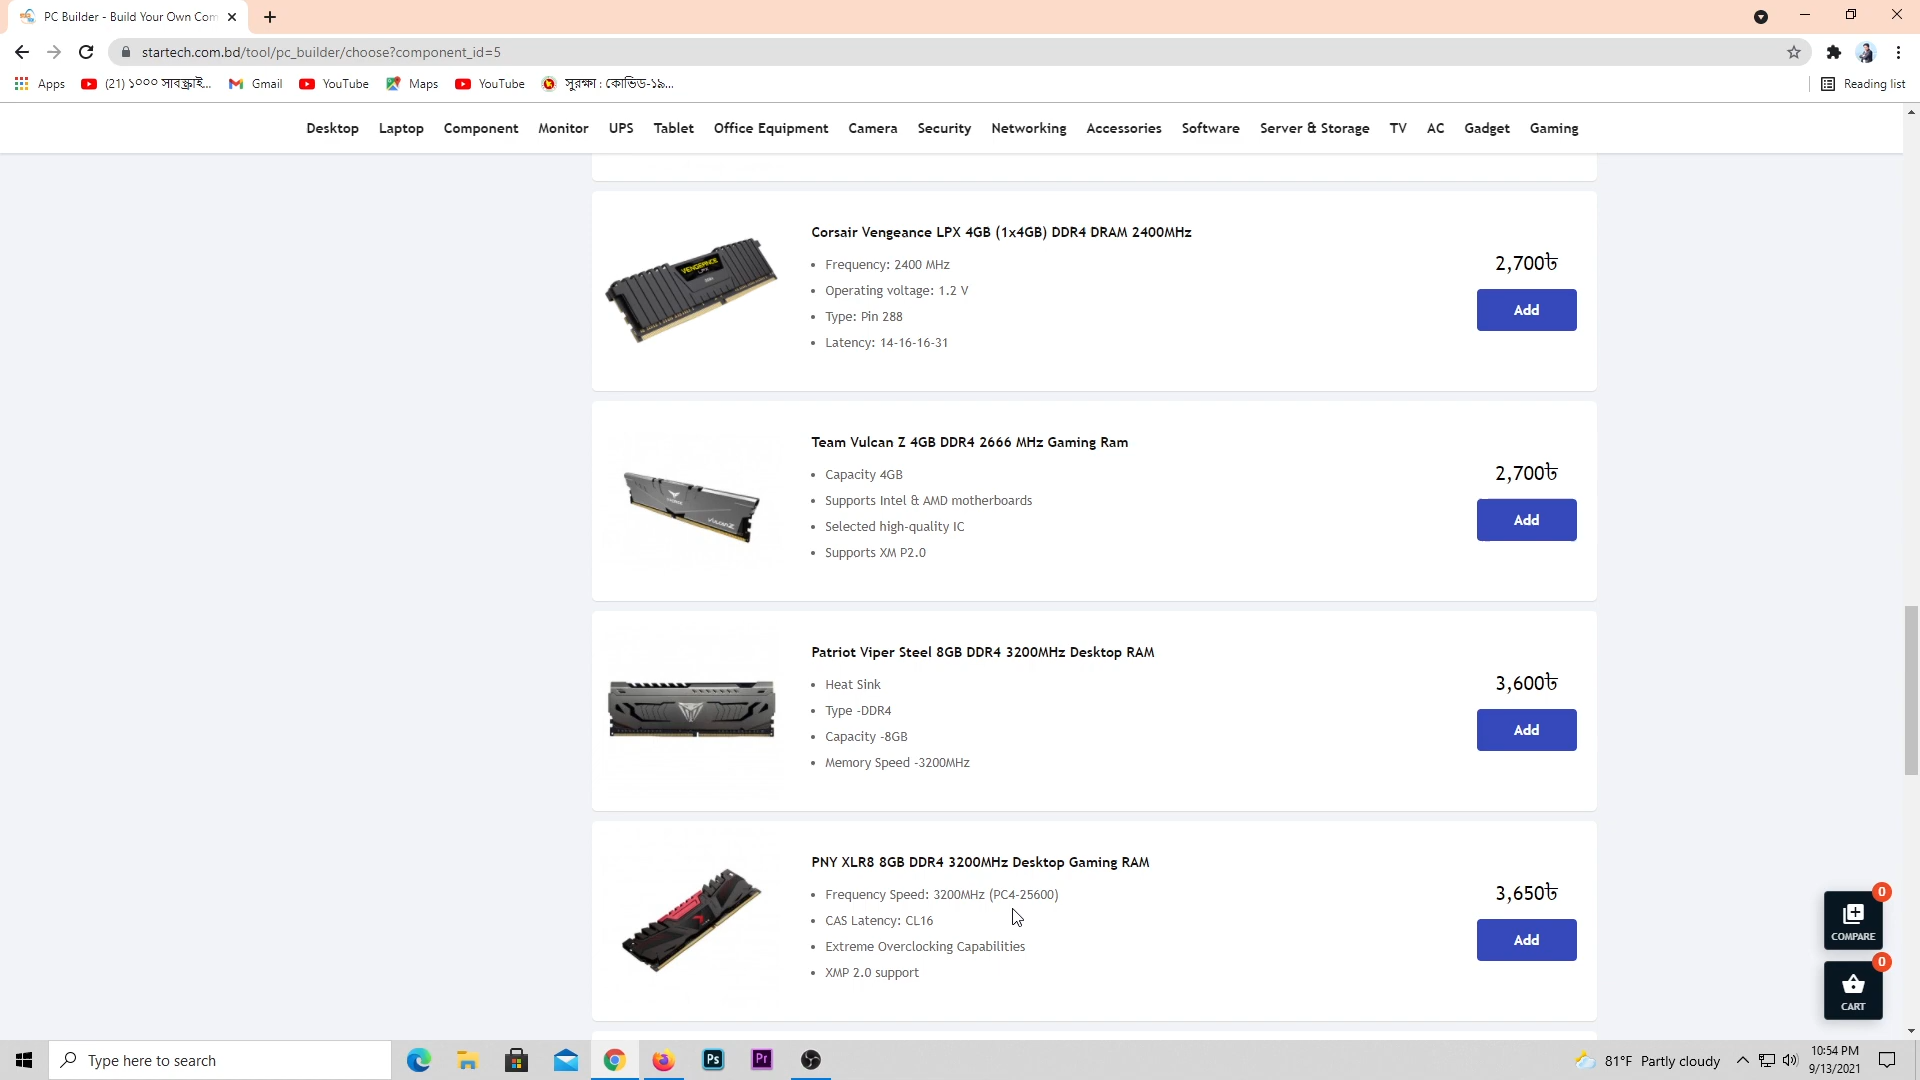 PC Builder - Build Your Own Com
startech.com.bd/tool/pc_builder/choose?component_id=5
Apps
(21) ১০০০ সাবস্ক্রাই...
Gmail
YouTube
Maps
YouTube
সুরক্ষা : কোভিড-১৯...
Reading list
Desktop
Laptop
Component
Monitor
UPS
Tablet
Office Equipment
Camera
Security
Networking
Accessories
Software
Server & Storage
TV
AC
Gadget
Gaming
VENGEANCE
LPX
Corsair Vengeance LPX 4GB (1x4GB) DDR4 DRAM 2400MHz
Frequency: 2400 MHz
Operating voltage: 1.2 V
Type: Pin 288
Latency: 14-16-16-31
2,700৳
Add
Team Vulcan Z 4GB DDR4 2666 MHz Gaming Ram
Capacity 4GB
Supports Intel & AMD motherboards
Selected high-quality IC
Supports XM P2.0
2,700৳
Add
Patriot Viper Steel 8GB DDR4 3200MHz Desktop RAM
Heat Sink
Type -DDR4
Capacity -8GB
Memory Speed -3200MHz
3,600৳
Add
PNY XLR8 8GB DDR4 3200MHz Desktop Gaming RAM
Frequency Speed: 3200MHz (PC4-25600)
CAS Latency: CL16
Extreme Overclocking Capabilities
XMP 2.0 support
3,650৳
Add
0
COMPARE
0
CART
Type here to search
Ps
Pr
81°F Partly cloudy
10:54 PM
9/13/2021